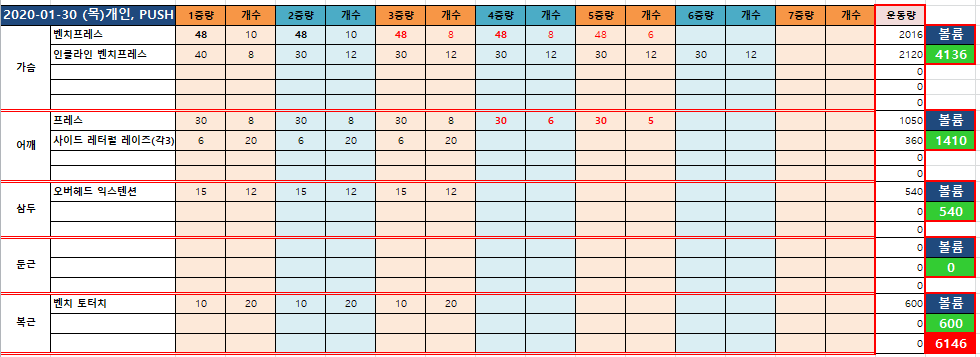 2020-01-30 (목)개인, PUSH 1중량 개수 2중량 개수 3중량 개수 4중량 개수 5중량 개수 6중량 개수 7중량 개수 운동량
가슴 벤치프레스 48 10 48 10 48 8 48 8 48 6 2016 볼륨
인클라인 벤치프레스 40 8 30 12 30 12 30 12 30 12 30 12 2120 4136
0
0
0
어깨 프레스 30 8 30 8 30 8 30 6 30 5 1050 볼륨
사이드 레터럴 레이즈(각3) 6 20 6 20 6 20 360 1410
0
0
삼두 오버헤드 익스텐션 15 12 15 12 15 12 540 볼륨
0 540
0
둔근 0 볼륨
0 0
0
복근 벤치 토터치 10 20 10 20 10 20 600 볼륨
0 600
0 6146